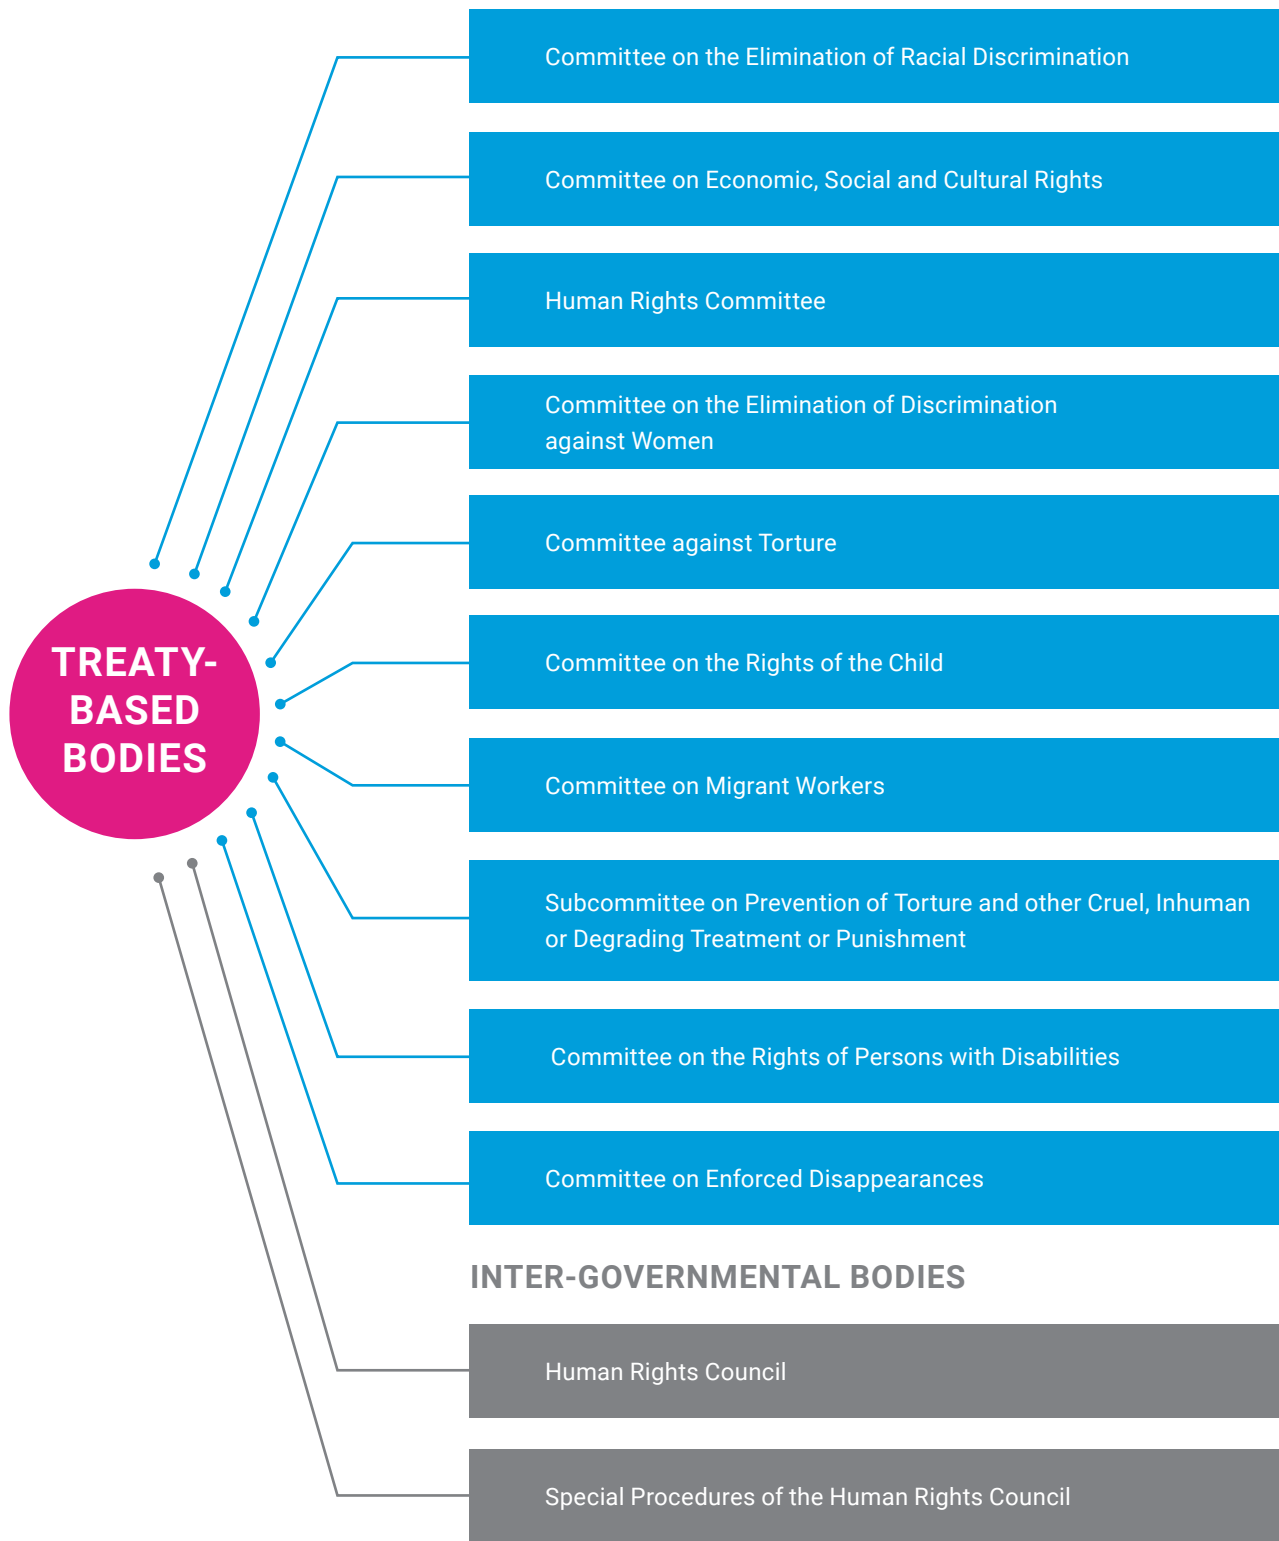 Committee on the Elimination of Racial Discrimination
Committee on Economic, Social and Cultural Rights
Human Rights Committee
Committee on the Elimination of Discrimination
against Women
Committee against Torture
TREATY-
BASED
BODIES
Committee on the Rights of the Child
Committee on Migrant Workers
Subcommittee on Prevention of Torture and other Cruel, Inhuman
or Degrading Treatment or Punishment
Committee on the Rights of Persons with Disabilities
Committee on Enforced Disappearances
INTER-GOVERNMENTAL BODIES
Human Rights Council
Special Procedures of the Human Rights Council